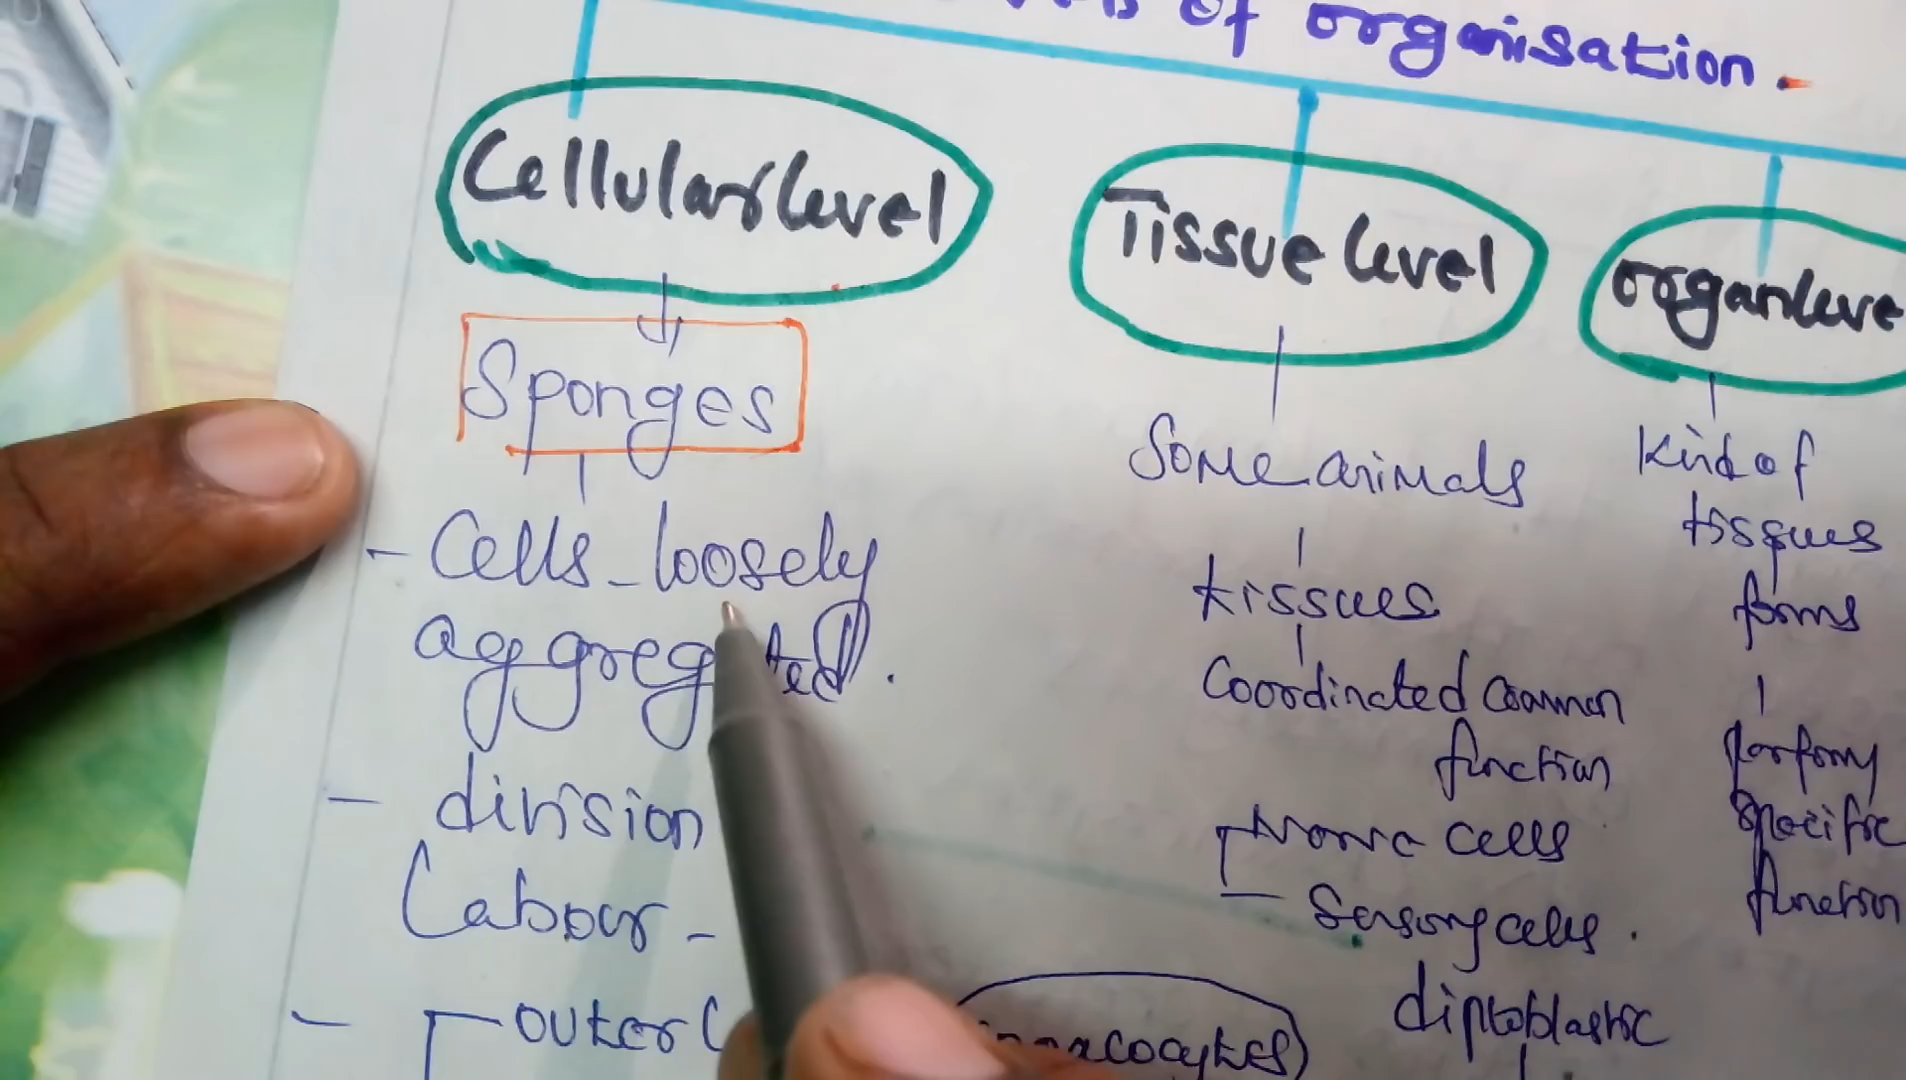 of organisation.
Cellular level
Tissue level
organ leve
Sponges
- Cells - loosely
aggregated.
- division
Labour -
- outer l
pinacocytes
Some animals
tissues
Coordinated Common
function
Nerve cells
Sensory cells.
diploblastic
Kind of
tissues
forms
perform
specific
function